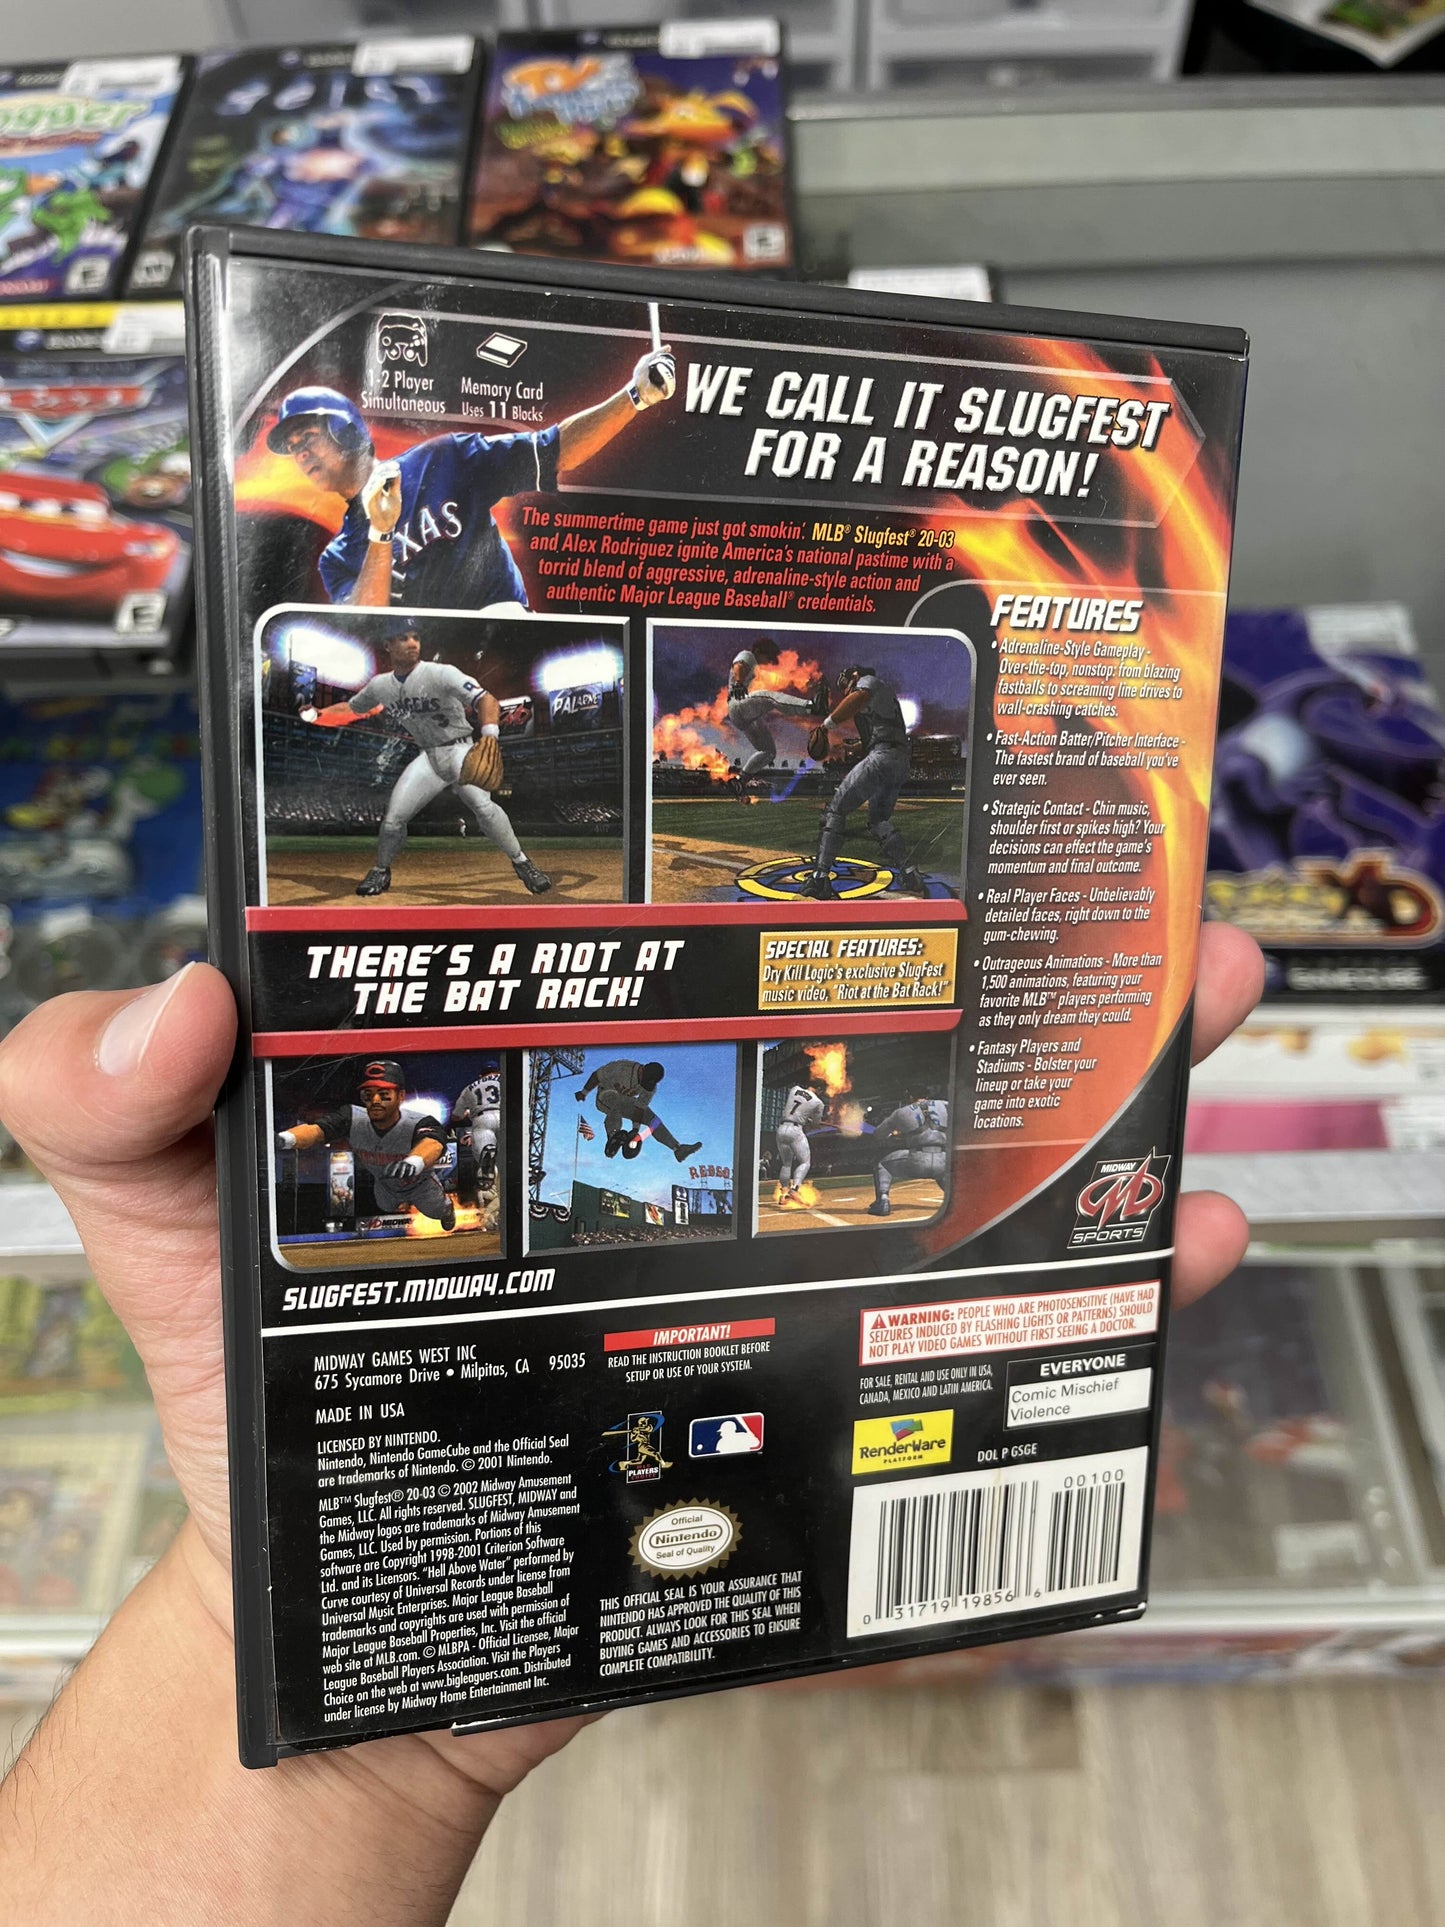 1-2 Player
Simultaneous
Memory Card
Uses 11 Blocks
TEXAS
WE CALL IT SLUGFEST
FOR A REASON!
The summertime game just got smokin'. MLB® Slugfest® 20-03
and Alex Rodriguez ignite America's national pastime with a
torrid blend of aggressive, adrenaline-style action and
authentic Major League Baseball® credentials.
FEATURES
• Adrenaline-Style Gameplay -
Over-the-top, nonstop: from blazing
fastballs to screaming line drives to
wall-crashing catches.
• Fast-Action Batter/Pitcher Interface -
The fastest brand of baseball you've
ever seen.
• Strategic Contact - Chin music,
shoulder first or spikes high? Your
decisions can effect the game's
momentum and final outcome.
• Real Player Faces - Unbelievably
detailed faces, right down to the
gum-chewing.
• Outrageous Animations - More than
1,500 animations, featuring your
favorite MLB™ players performing
as they only dream they could.
• Fantasy Players and
Stadiums - Bolster your
lineup or take your
game into exotic
locations.
RANGERS
3
THERE'S A RIOT AT
THE BAT RACK!
SPECIAL FEATURES:
Dry Kill Logic's exclusive SlugFest
music video, "Riot at the Bat Rack!"
13
MIDWAY
7
MIDWAY
SPORTS
SLUGFEST.MIDWAY.COM
MIDWAY GAMES WEST INC
675 Sycamore Drive • Milpitas, CA 95035
MADE IN USA
LICENSED BY NINTENDO.
Nintendo, Nintendo GameCube and the Official Seal
are trademarks of Nintendo. © 2001 Nintendo.
MLB™ Slugfest® 20-03 © 2002 Midway Amusement
Games, LLC. All rights reserved. SLUGFEST, MIDWAY and
the Midway logos are trademarks of Midway Amusement
Games, LLC. Used by permission. Portions of this
software are Copyright 1998-2001 Criterion Software
Ltd. and its Licensors. "Hell Above Water" performed by
Curve courtesy of Universal Records under license from
Universal Music Enterprises. Major League Baseball
trademarks and copyrights are used with permission of
Major League Baseball Properties, Inc. Visit the official
web site at MLB.com. © MLBPA - Official Licensee, Major
League Baseball Players Association. Visit the Players
Choice on the web at www.bigleaguers.com. Distributed
under license by Midway Home Entertainment Inc.
IMPORTANT!
READ THE INSTRUCTION BOOKLET BEFORE
SETUP OR USE OF YOUR SYSTEM.
PLAYERS
Official
Nintendo
Seal of Quality
THIS OFFICIAL SEAL IS YOUR ASSURANCE THAT
NINTENDO HAS APPROVED THE QUALITY OF THIS
PRODUCT. ALWAYS LOOK FOR THIS SEAL WHEN
BUYING GAMES AND ACCESSORIES TO ENSURE
COMPLETE COMPATIBILITY.
WARNING: PEOPLE WHO ARE PHOTOSENSITIVE (HAVE HAD
SEIZURES INDUCED BY FLASHING LIGHTS OR PATTERNS) SHOULD
NOT PLAY VIDEO GAMES WITHOUT FIRST SEEING A DOCTOR.
FOR SALE, RENTAL AND USE ONLY IN USA,
CANADA, MEXICO AND LATIN AMERICA.
EVERYONE
Comic Mischief
Violence
RenderWare
PLATFORM
DOL P GSGE
00100
0 31719 19856 6